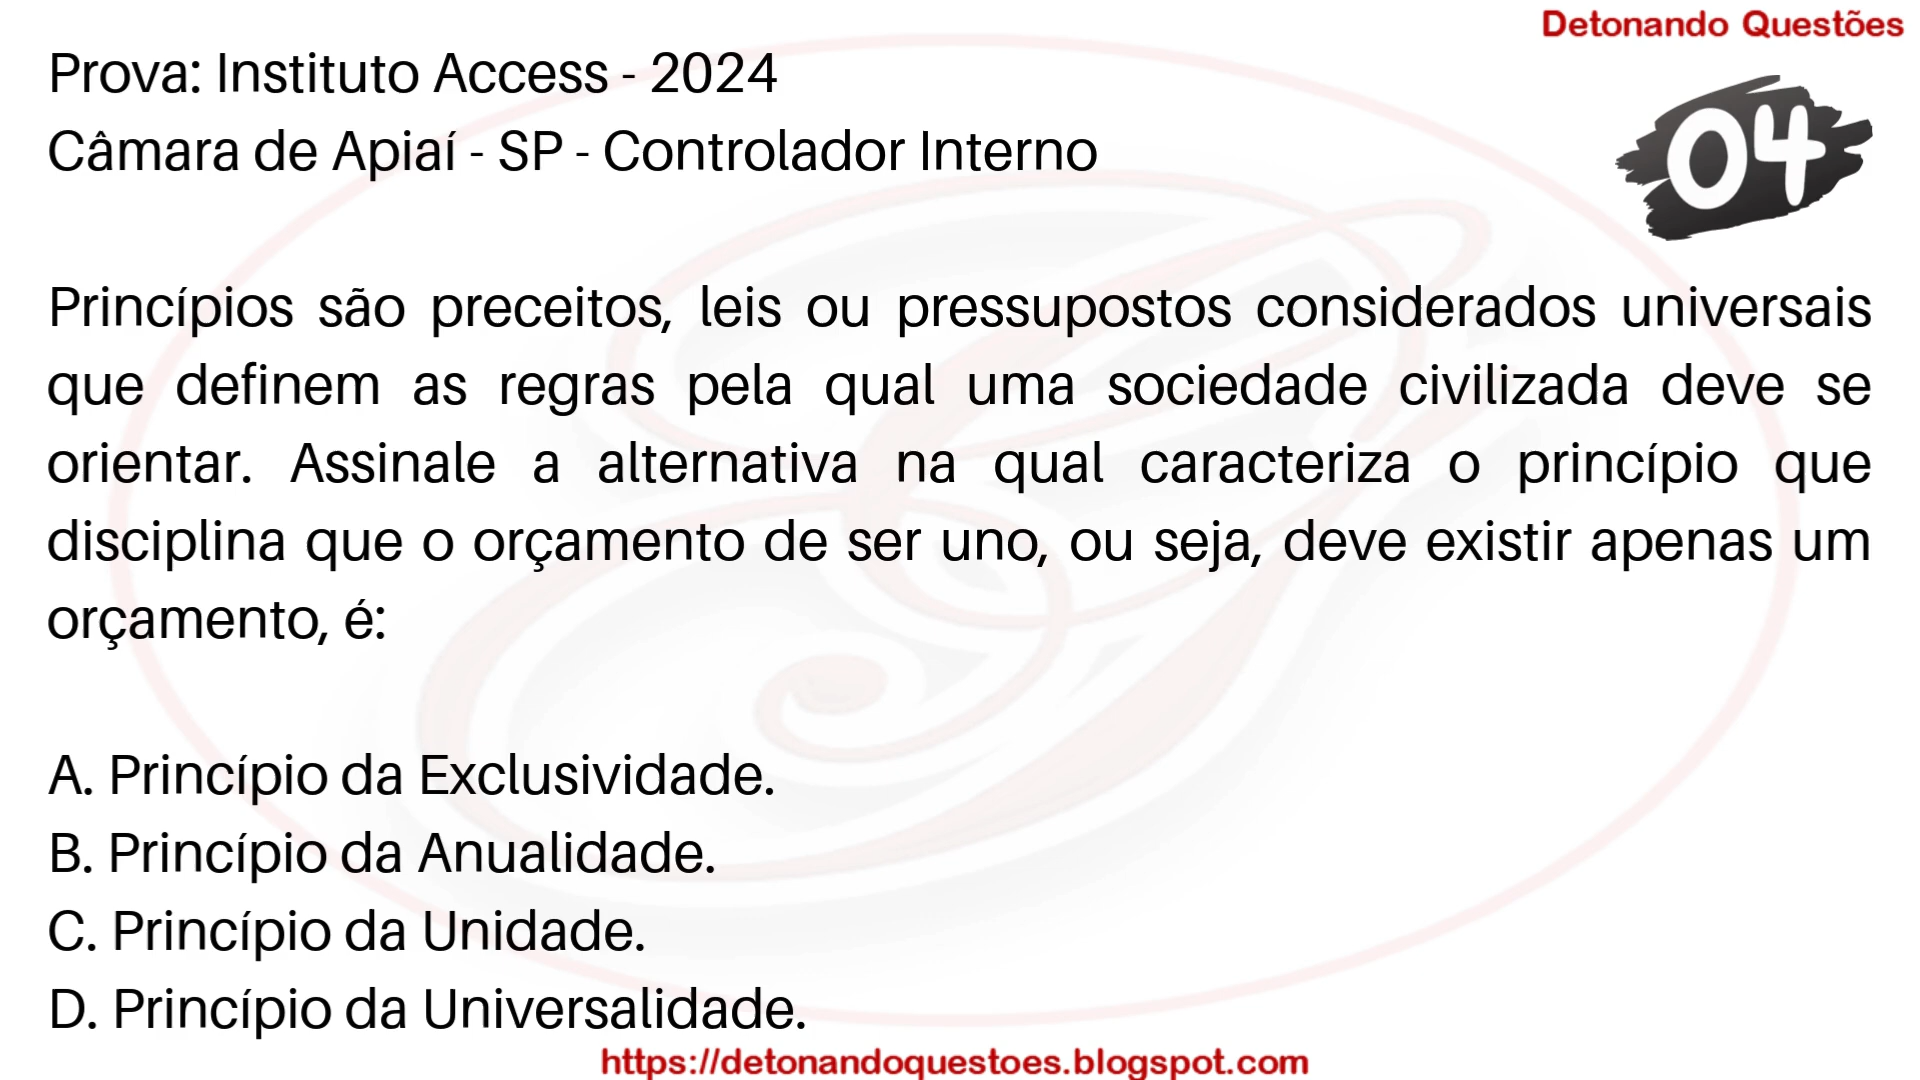 Detonando Questões
Prova: Instituto Access - 2024
Câmara de Apiaí - SP - Controlador Interno
04
Princípios são preceitos, leis ou pressupostos considerados universais
que definem as regras pela qual uma sociedade civilizada deve se
orientar. Assinale a alternativa na qual caracteriza o princípio que
disciplina que o orçamento de ser uno, ou seja, deve existir apenas um
orçamento, é:
A. Princípio da Exclusividade.
B. Princípio da Anualidade.
C. Princípio da Unidade.
D. Princípio da Universalidade.
https://detonandoquestoes.blogspot.com